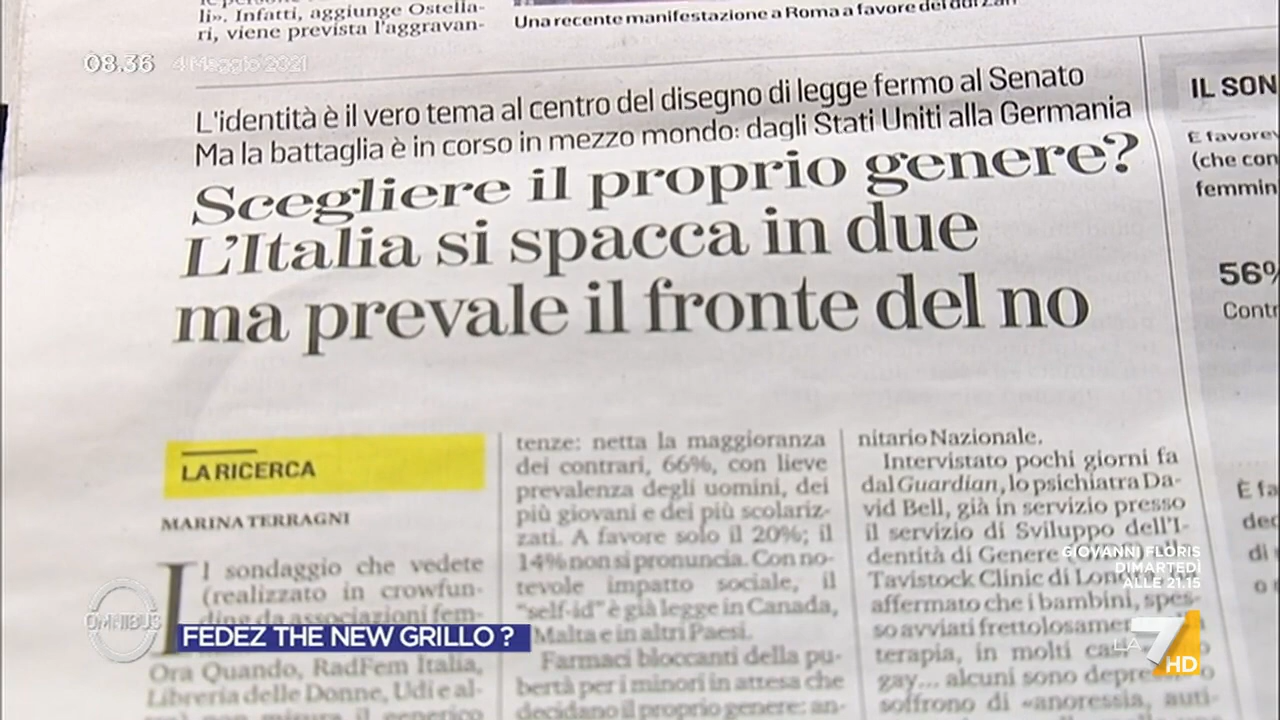 li». Infatti, aggiunge Ostella-
ri, viene prevista l'aggravan-
Una recente manifestazione a Roma a favore del ddl Zan
08.36 4 Maggio 2021
L'identità è il vero tema al centro del disegno di legge fermo al Senato
Ma la battaglia è in corso in mezzo mondo: dagli Stati Uniti alla Germania
Scegliere il proprio genere?
L'Italia si spacca in due
ma prevale il fronte del no
LA RICERCA
MARINA TERRAGNI
Il sondaggio che vedete
(realizzato in crowfun-
ding da associazioni fem-
Ora Quando, RadFem Italia,
Libreria delle Donne, Udi e al-
tenze: netta la maggioranza
dei contrari, 66%, con lieve
prevalenza degli uomini, dei
più giovani e dei più scolariz-
zati. A favore solo il 20%; il
14% non si pronuncia. Con no-
tevole impatto sociale, il
"self-id" è già legge in Canada,
Malta e in altri Paesi.
Farmaci bloccanti della pu-
bertà per i minori in attesa che
decidano il proprio genere: an-
nitario Nazionale.
Intervistato pochi giorni fa
dal Guardian, lo psichiatra Da-
vid Bell, già in servizio presso
il servizio di Sviluppo dell'I-
dentità di Genere
Tavistock Clinic di Lon
affermato che i bambini, spes-
so avviati frettolosame
terapia, in molti cas
gay... alcuni sono depre
soffrono di «anoressia, auti-
IL SON
È favorev
(che con
femmin
56%
Contr
È fa
dec
di
o s
GIOVANNI FLORIS
DIMARTEDÌ
ALLE 21.15
OMNIBUS
FEDEZ THE NEW GRILLO ?
LA 7 HD